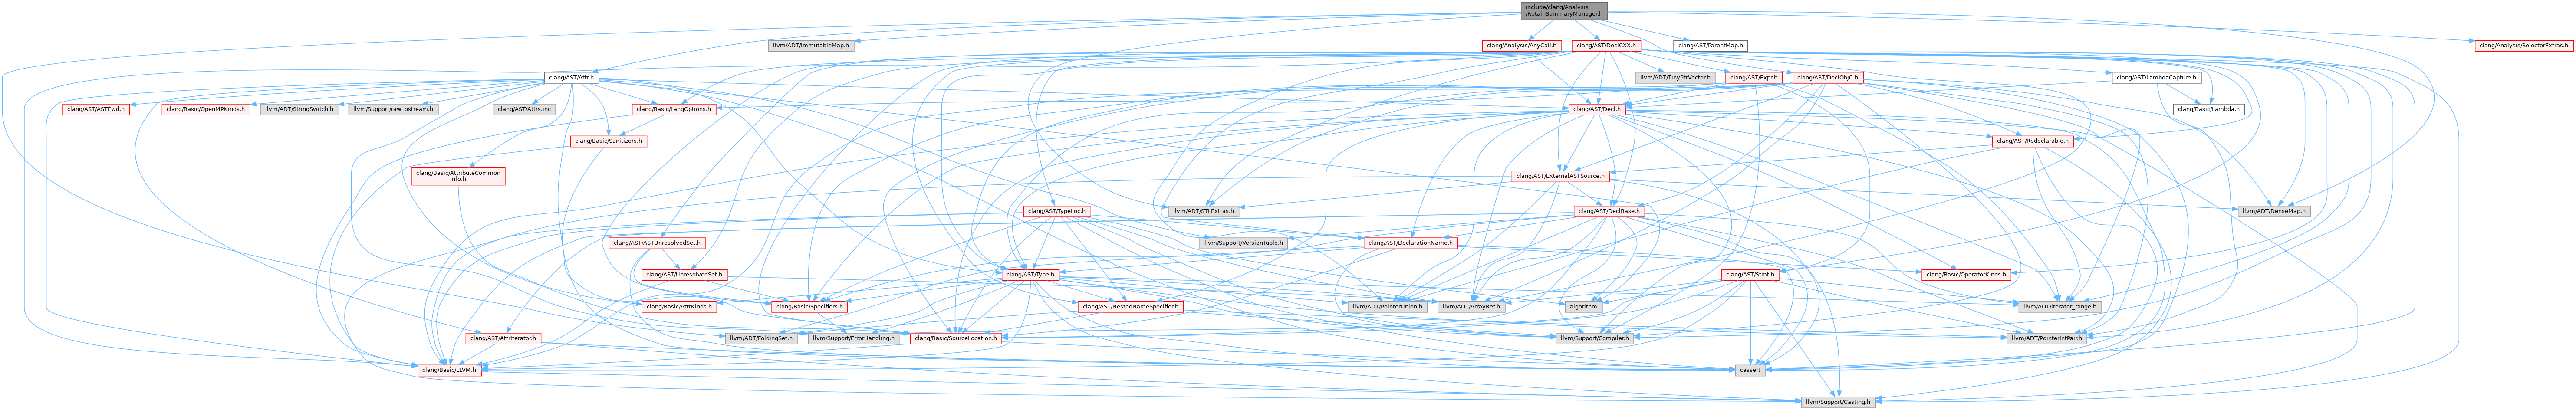 include/clang/Analysis
/RetainSummaryManager.h
llvm/ADT/ImmutableMap.h
clang/Analysis/AnyCall.h
clang/AST/DeclCXX.h
clang/AST/ParentMap.h
clang/Analysis/SelectorExtras.h
clang/AST/Attr.h
llvm/ADT/TinyPtrVector.h
clang/AST/Expr.h
clang/AST/DeclObjC.h
clang/AST/LambdaCapture.h
clang/AST/ASTFwd.h
clang/Basic/OpenMPKinds.h
llvm/ADT/StringSwitch.h
llvm/Support/raw_ostream.h
clang/AST/Attrs.inc
clang/Basic/LangOptions.h
clang/AST/Decl.h
clang/Basic/Lambda.h
clang/Basic/Sanitizers.h
clang/AST/Redeclarable.h
clang/Basic/AttributeCommon
Info.h
clang/AST/ExternalASTSource.h
clang/AST/TypeLoc.h
llvm/ADT/STLExtras.h
clang/AST/DeclBase.h
llvm/ADT/DenseMap.h
clang/AST/ASTUnresolvedSet.h
llvm/Support/VersionTuple.h
clang/AST/DeclarationName.h
clang/AST/UnresolvedSet.h
clang/AST/Type.h
clang/AST/Stmt.h
clang/Basic/OperatorKinds.h
clang/Basic/AttrKinds.h
clang/Basic/Specifiers.h
clang/AST/NestedNameSpecifier.h
llvm/ADT/PointerUnion.h
llvm/ADT/ArrayRef.h
algorithm
llvm/ADT/iterator_range.h
clang/AST/AttrIterator.h
llvm/ADT/FoldingSet.h
llvm/Support/ErrorHandling.h
clang/Basic/SourceLocation.h
llvm/Support/Compiler.h
llvm/ADT/PointerIntPair.h
clang/Basic/LLVM.h
cassert
llvm/Support/Casting.h